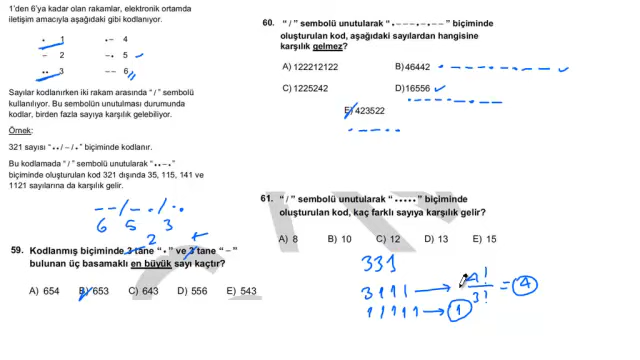 1'den 6'ya kadar olan rakamlar, elektronik ortamda
iletişim amacıyla aşağıdaki gibi kodlanıyor.
• 1 •– 4
– 2 –• 5
•• 3 –– 6
Sayılar kodlanırken iki rakam arasında "/" sembolü
kullanılıyor. Bu sembolün unutulması durumunda
kodlar, birden fazla sayıya karşılık gelebiliyor.
Örnek:
321 sayısı "••/–/•" biçiminde kodlanır.
Bu kodlamada "/" sembolü unutularak "••–•"
biçiminde oluşturulan kod 321 dışında 35, 115, 141 ve
1121 sayılarına da karşılık gelir.
––/–•/••
6 5 3
2
59. Kodlanmış biçiminde 3 tane "•" ve 3 tane "–"
bulunan üç basamaklı en büyük sayı kaçtır?
A) 654 B) 653 C) 643 D) 556 E) 543
60. "/" sembolü unutularak "•–––•–•––" biçiminde
oluşturulan kod, aşağıdaki sayılardan hangisine
karşılık gelmez?
A) 122212122 B) 46442
C) 1225242 D) 16556
E) 423522
61. "/" sembolü unutularak "•••••" biçiminde
oluşturulan kod, kaç farklı sayıya karşılık gelir?
A) 8 B) 10 C) 12 D) 13 E) 15
331
3111 → 4!/3! = 4
11111 → 1